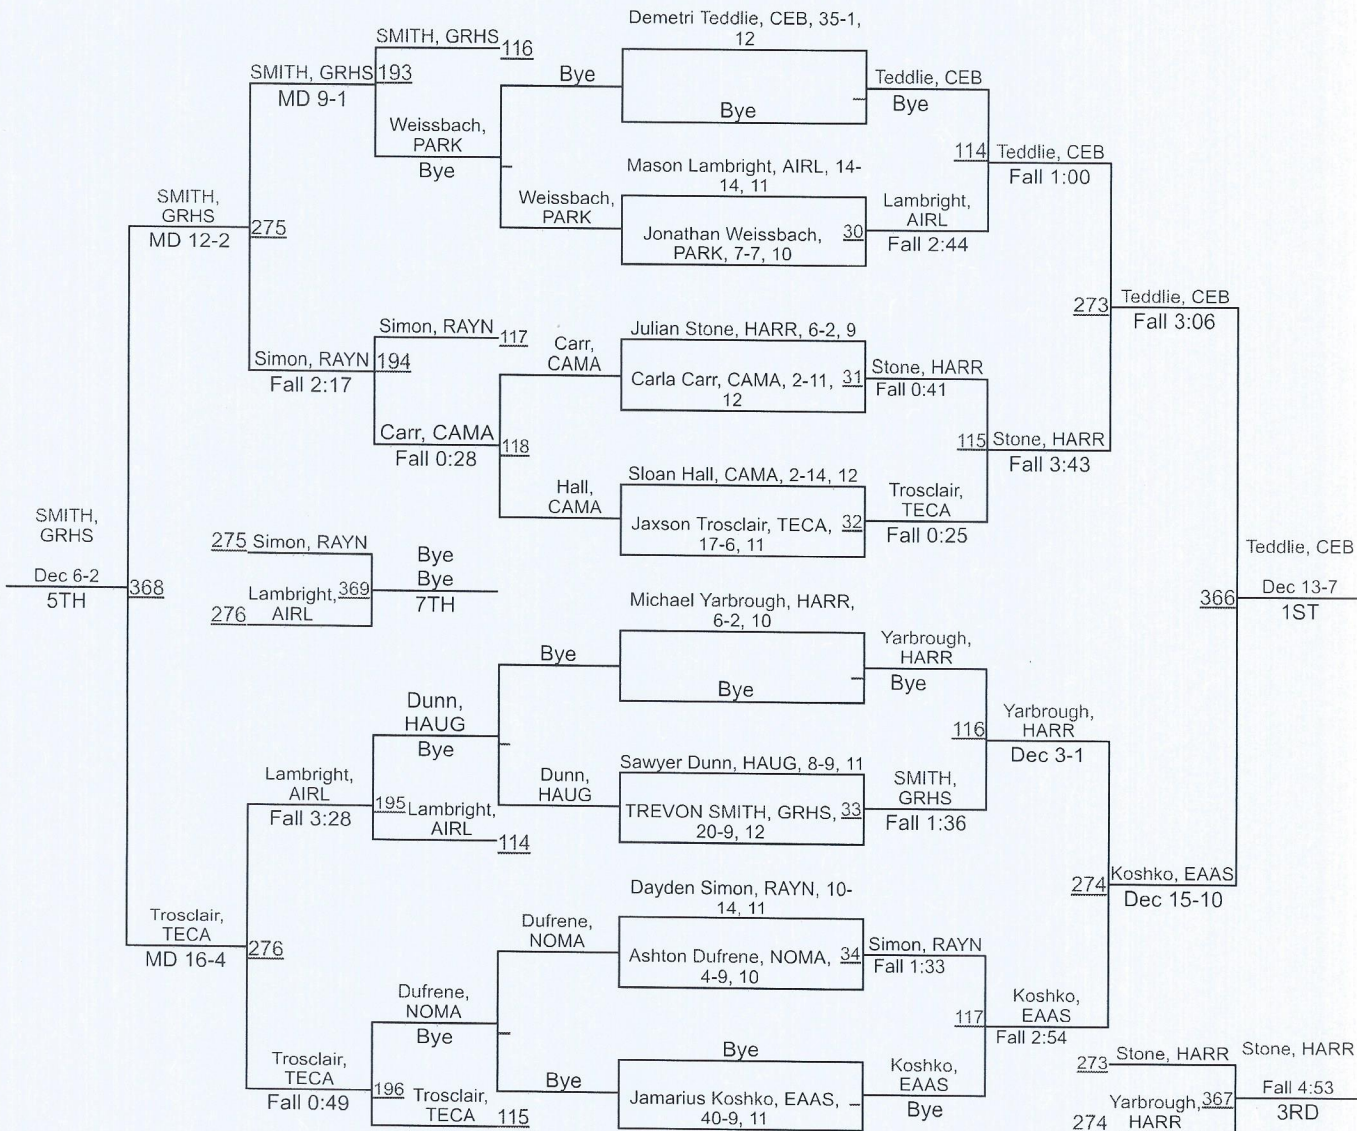 Demetri Teddlie, CEB, 35-1,
12
SMITH, GRHS
116
SMITH, GRHS
193
MD 9-1
Bye
Teddlie, CEB
Bye
Bye
Weissbach,
PARK
Bye
114
Teddlie, CEB
Fall 1:00
Mason Lambright, AIRL, 14-
14, 11
SMITH,
GRHS
MD 12-2
275
Weissbach,
PARK
Jonathan Weissbach,
PARK, 7-7, 10
30
Lambright,
AIRL
Fall 2:44
273
Teddlie, CEB
Fall 3:06
Simon, RAYN
117
Julian Stone, HARR, 6-2, 9
Carr,
CAMA
Simon, RAYN
194
Fall 2:17
Carla Carr, CAMA, 2-11,
12
31
Stone, HARR
Fall 0:41
Carr, CAMA
118
Fall 0:28
115
Stone, HARR
Fall 3:43
Sloan Hall, CAMA, 2-14, 12
Hall,
CAMA
Jaxson Trosclair, TECA,
17-6, 11
32
Trosclair,
TECA
Fall 0:25
SMITH,
GRHS
Dec 6-2
5TH
368
275
Simon, RAYN
Lambright,
AIRL
276
369
Bye
Bye
7TH
Teddlie, CEB
366
Dec 13-7
1ST
Michael Yarbrough, HARR,
6-2, 10
Bye
Bye
Yarbrough,
HARR
Bye
Dunn,
HAUG
Bye
116
Yarbrough,
HARR
Dec 3-1
Sawyer Dunn, HAUG, 8-9, 11
Lambright,
AIRL
Fall 3:28
195
Lambright,
AIRL
114
Dunn,
HAUG
TREVON SMITH, GRHS,
20-9, 12
33
SMITH,
GRHS
Fall 1:36
274
Koshko, EAAS
Dec 15-10
Dayden Simon, RAYN, 10-
14, 11
Trosclair,
TECA
MD 16-4
276
Dufrene,
NOMA
Ashton Dufrene, NOMA,
4-9, 10
34
Simon, RAYN
Fall 1:33
Dufrene,
NOMA
Bye
117
Koshko,
EAAS
Fall 2:54
Bye
Trosclair,
TECA
Fall 0:49
196
Trosclair,
TECA
115
Bye
Jamarius Koshko, EAAS,
40-9, 11
Koshko,
EAAS
Bye
273
Stone, HARR
Stone, HARR
Yarbrough,
HARR
274
367
Fall 4:53
3RD